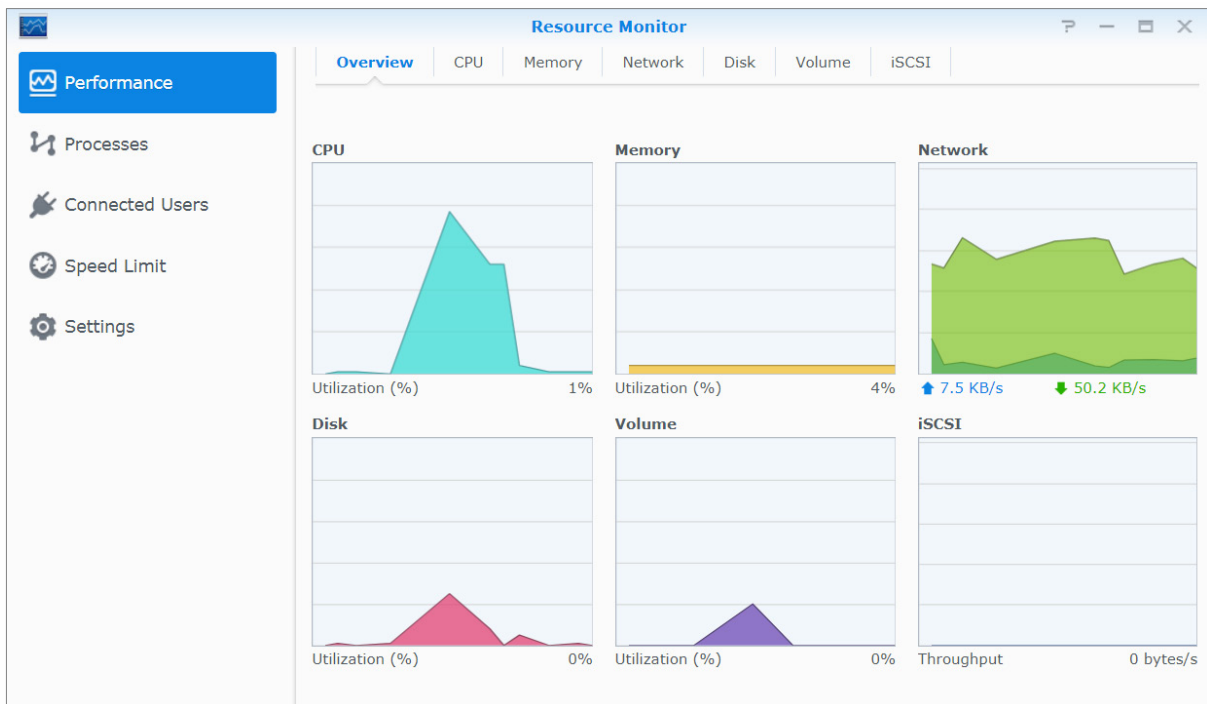 Resource Monitor
Performance
Processes
Connected Users
Speed Limit
Settings
Overview CPU Memory Network Disk Volume iSCSI
CPU Memory Network
Utilization (%) 1% Utilization (%) 4% 7.5 KB/s 50.2 KB/s
Disk Volume iSCSI
Utilization (%) 0% Utilization (%) 0% Throughput 0 bytes/s